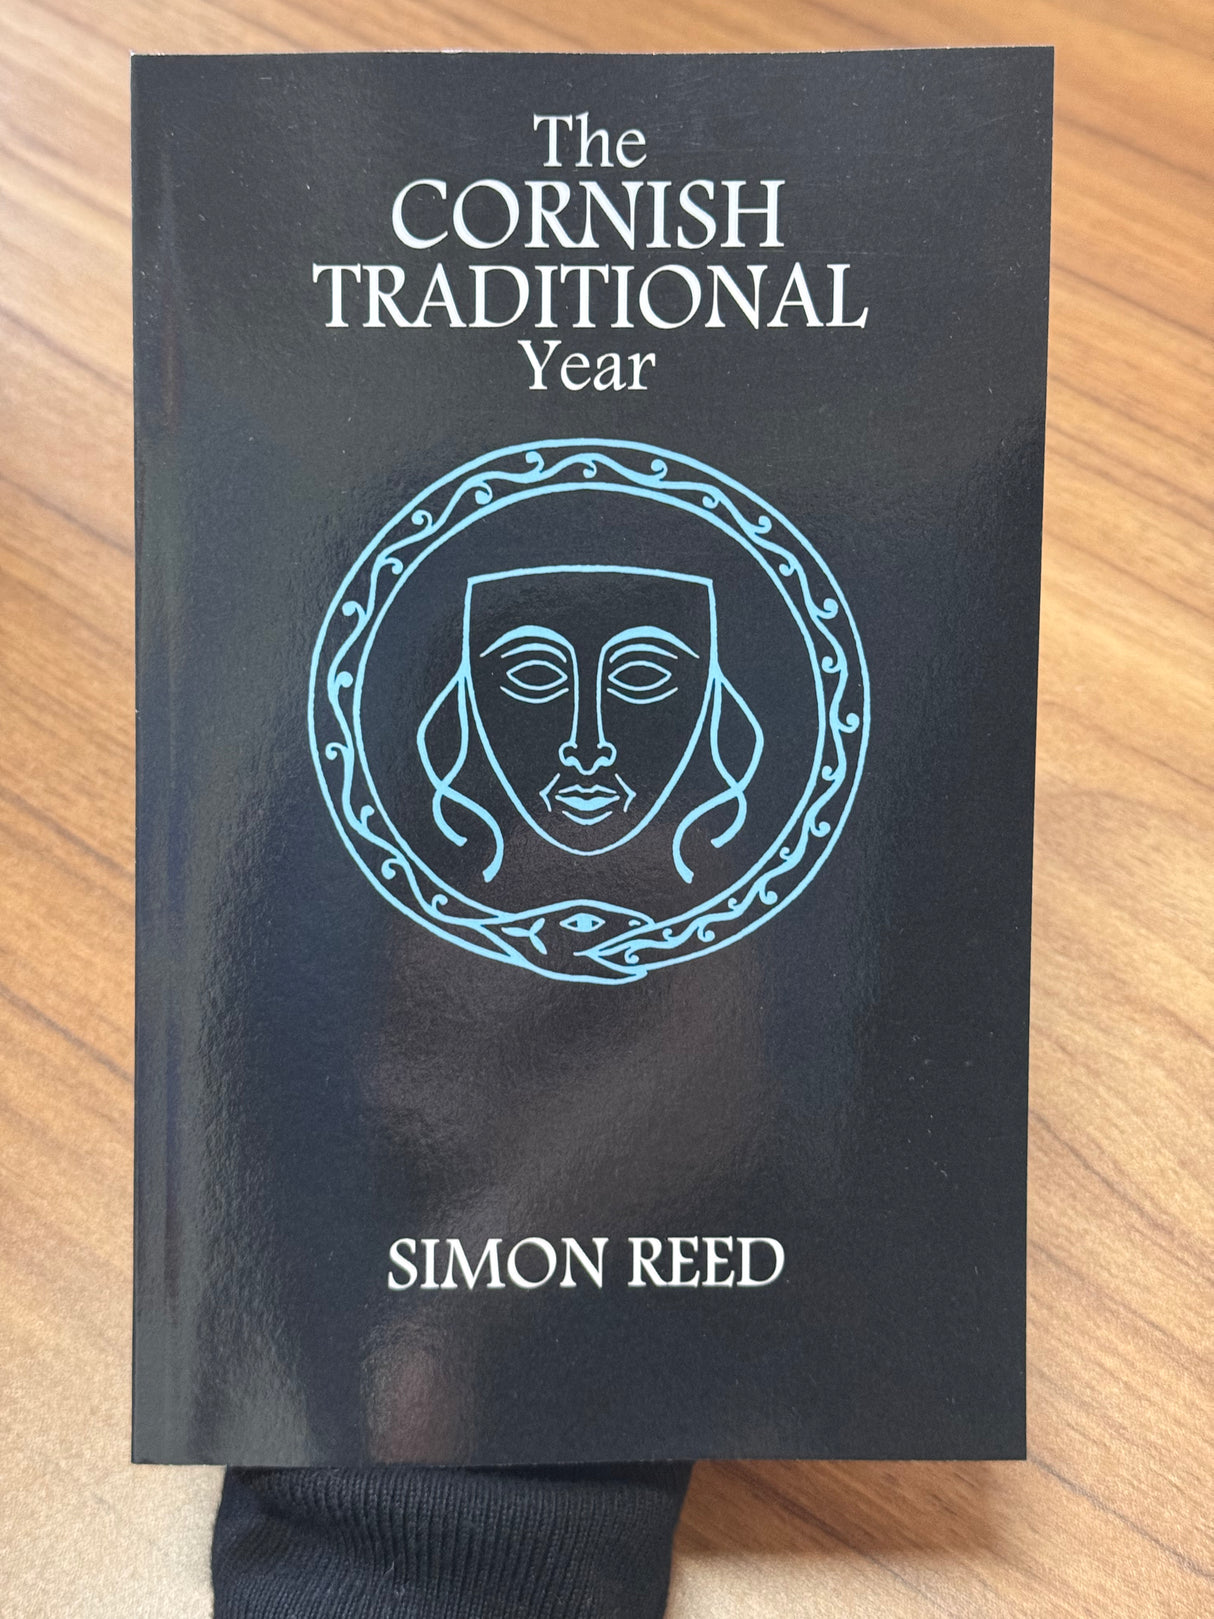 The
CORNISH
TRADITIONAL
Year
SIMON REED